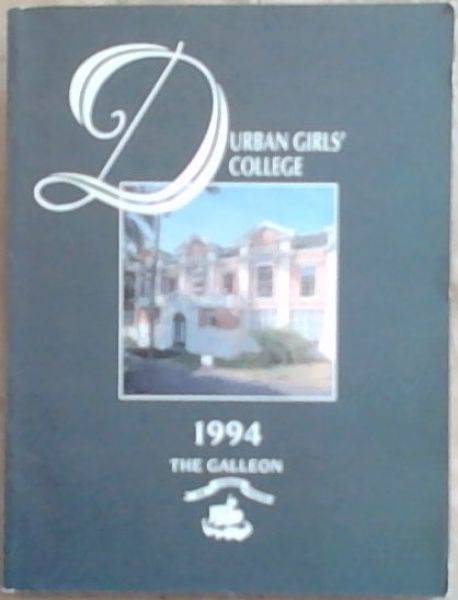 DURBAN GIRLS'
COLLEGE
1994
THE GALLEON